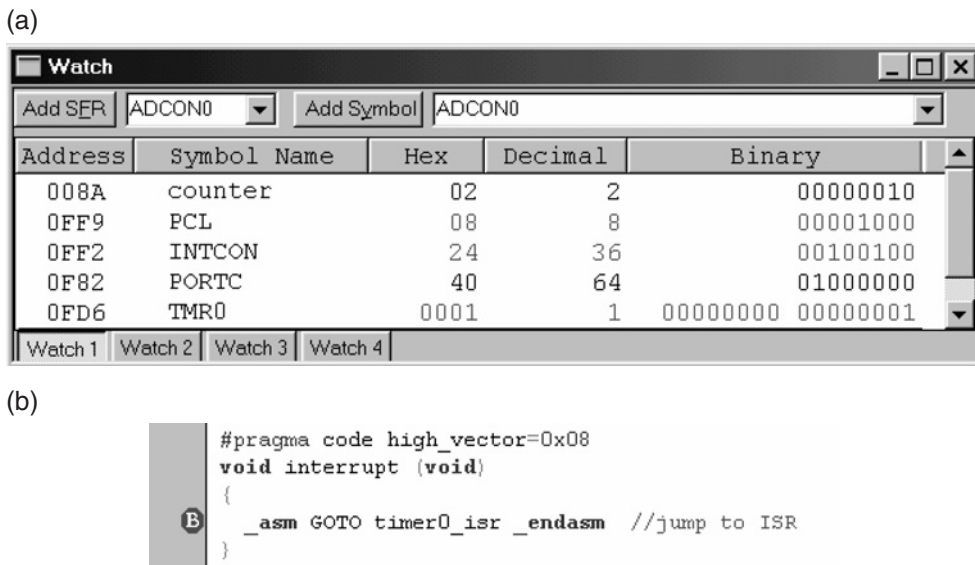 (a)
Watch
Add SFR ADCON0 Add Symbol ADCON0
Address Symbol Name Hex Decimal Binary
008A counter 02 2 00000010
0FF9 PCL 08 8 00001000
0FF2 INTCON 24 36 00100100
0F82 PORTC 40 64 01000000
0FD6 TMR0 0001 1 00000000 00000001
Watch 1 Watch 2 Watch 3 Watch 4
(b)
#pragma code high_vector=0x08
void interrupt (void)
{
B _asm GOTO timer0_isr _endasm //jump to ISR
}